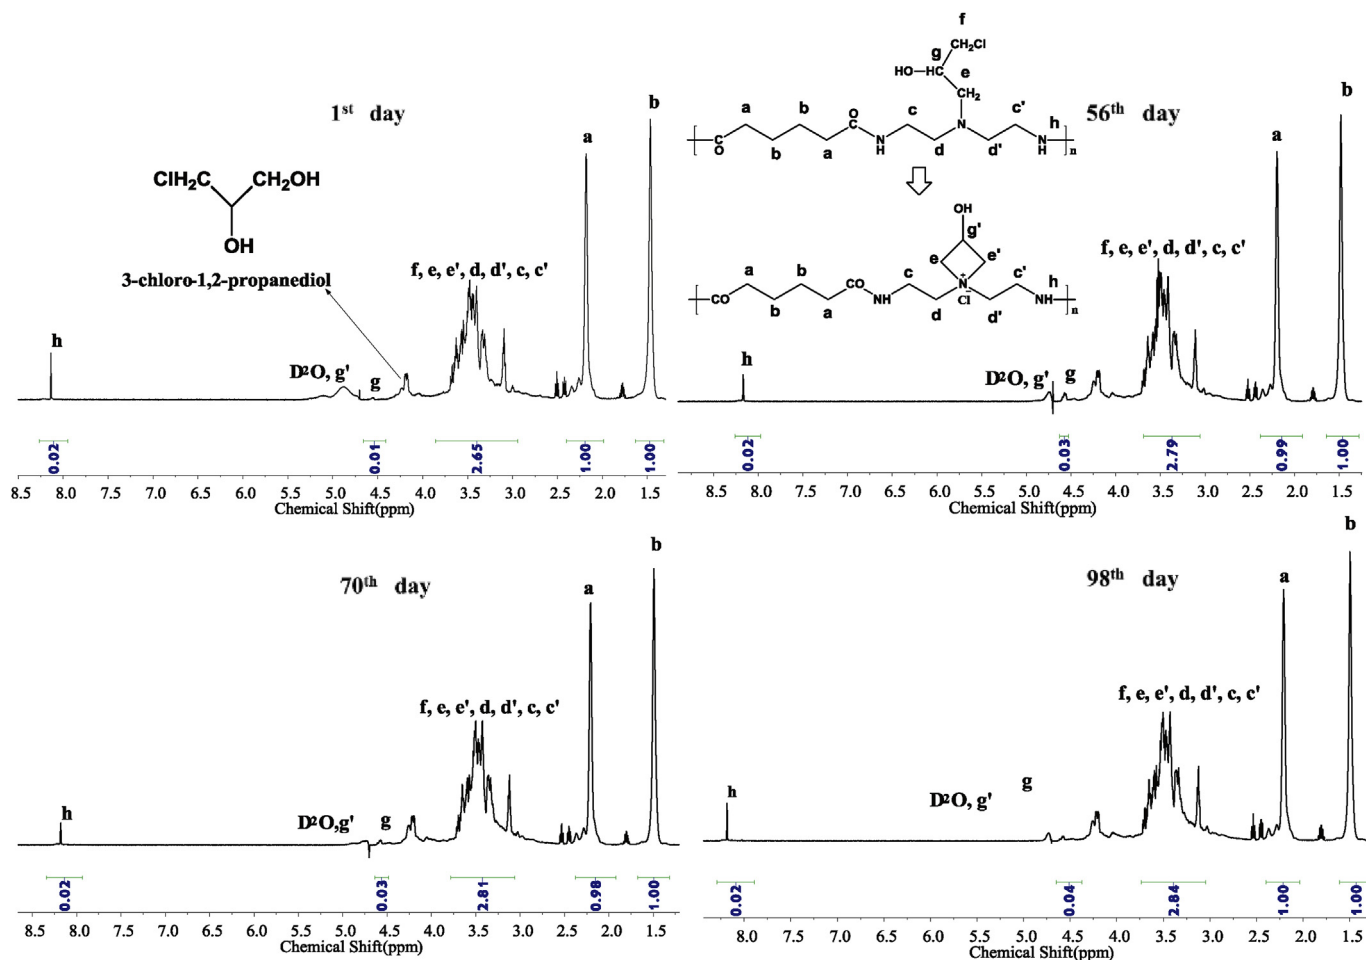 1st day
ClH₂C
CH₂OH
OH
3-chloro-1,2-propanediol
f, e, e', d, d', c, c'
h
D²O, g'
g
a
b
0.02
0.01
2.65
1.00
1.00
8.5 8.0 7.5 7.0 6.5 6.0 5.5 5.0 4.5 4.0 3.5 3.0 2.5 2.0 1.5
Chemical Shift(ppm)
56th day
f
CH₂Cl
g
HO-HC
e
CH₂
a b O c N c' h
C O N H d d' NH n
b a
OH
g'
e e'
a b c N+ c' h
CO CO NH Cl- NH n
b a d d'
f, e, e', d, d', c, c'
h
D²O, g'
g
a
b
0.02
0.03
2.79
0.99
1.00
8.5 8.0 7.5 7.0 6.5 6.0 5.5 5.0 4.5 4.0 3.5 3.0 2.5 2.0 1.5
Chemical Shift(ppm)
70th day
f, e, e', d, d', c, c'
h
D²O,g'
g
a
b
0.02
0.03
2.81
0.98
1.00
8.5 8.0 7.5 7.0 6.5 6.0 5.5 5.0 4.5 4.0 3.5 3.0 2.5 2.0 1.5
Chemical Shift(ppm)
98th day
f, e, e', d, d', c, c'
h
D²O, g'
g
a
b
0.02
0.04
2.84
1.00
1.00
8.0 7.5 7.0 6.5 6.0 5.5 5.0 4.5 4.0 3.5 3.0 2.5 2.0 1.5
Chemical Shift(ppm)